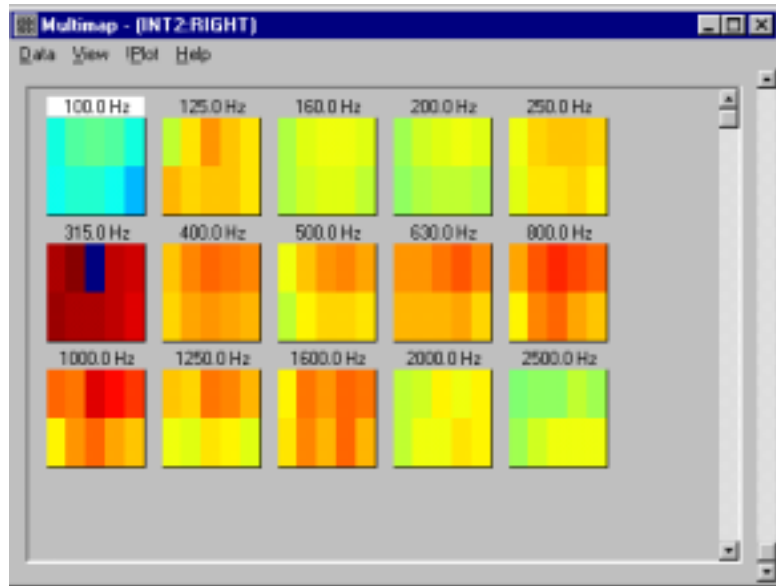 Multimap - (INT2:RIGHT)
Data View !Plot Help
100.0 Hz 125.0 Hz 160.0 Hz 200.0 Hz 250.0 Hz
315.0 Hz 400.0 Hz 500.0 Hz 630.0 Hz 800.0 Hz
1000.0 Hz 1250.0 Hz 1600.0 Hz 2000.0 Hz 2500.0 Hz